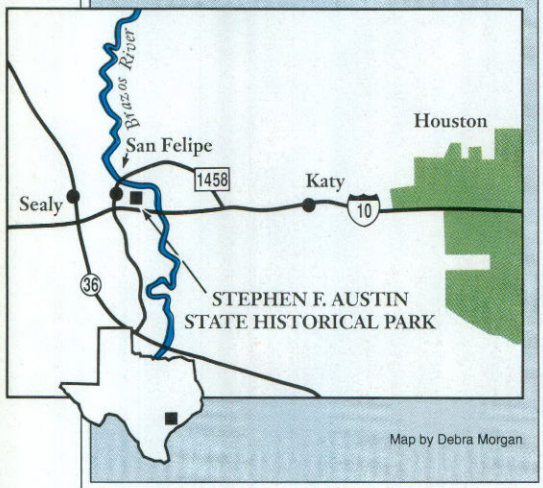 Brazos River
Houston
San Felipe
1458
Katy
Sealy
10
36
STEPHEN F. AUSTIN
STATE HISTORICAL PARK
Map by Debra Morgan